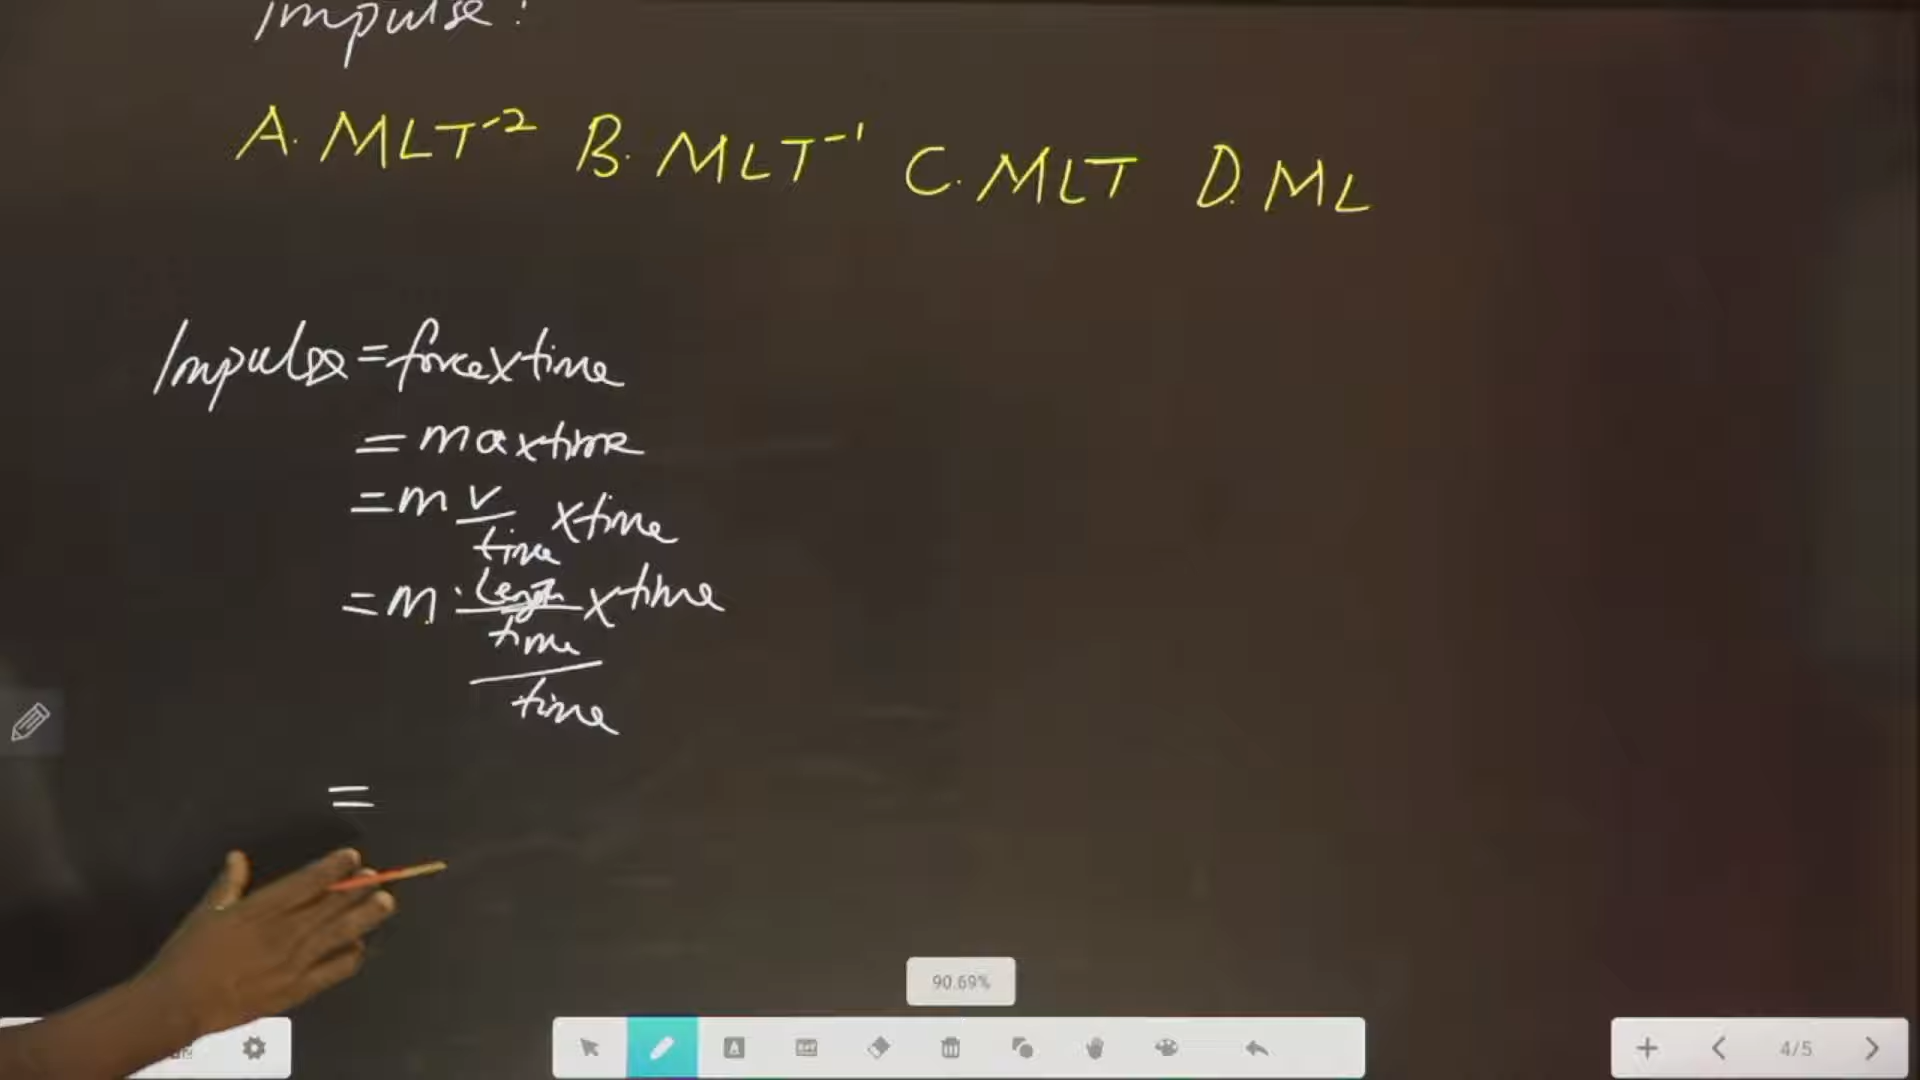 Impulse?
A. MLT⁻² B. MLT⁻¹ C. MLT D. ML
Impulse = force x time
= ma x time
= m v/time x time
= m . Length/time/time x time
=
90.69%
4/5